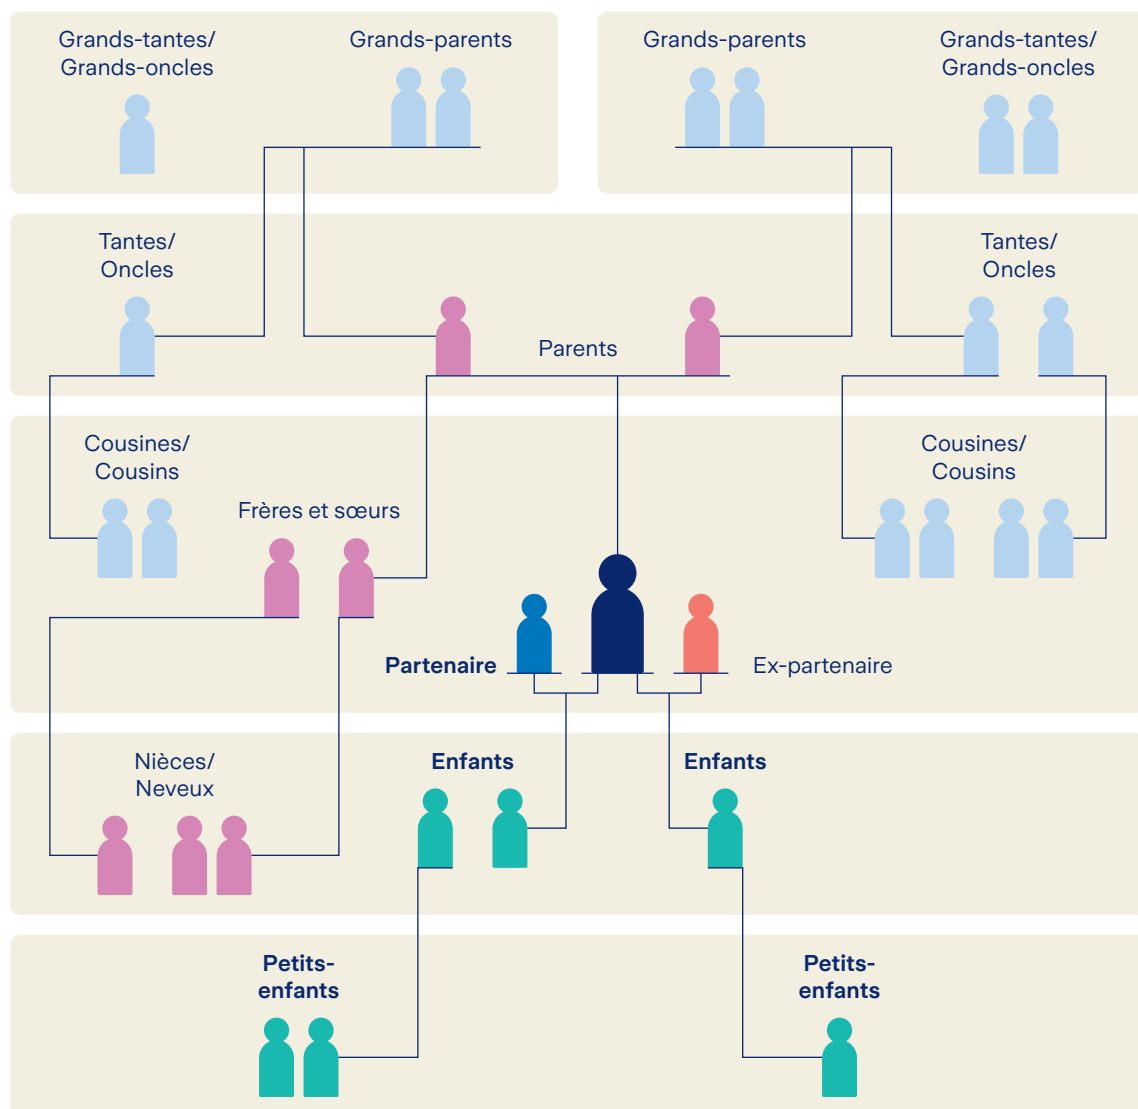 Grands-tantes/
Grands-oncles
Grands-parents
Grands-parents
Grands-tantes/
Grands-oncles
Tantes/
Oncles
Parents
Tantes/
Oncles
Cousines/
Cousins
Frères et sœurs
Cousines/
Cousins
Partenaire
Ex-partenaire
Nièces/
Neveux
Enfants
Enfants
Petits-
enfants
Petits-
enfants